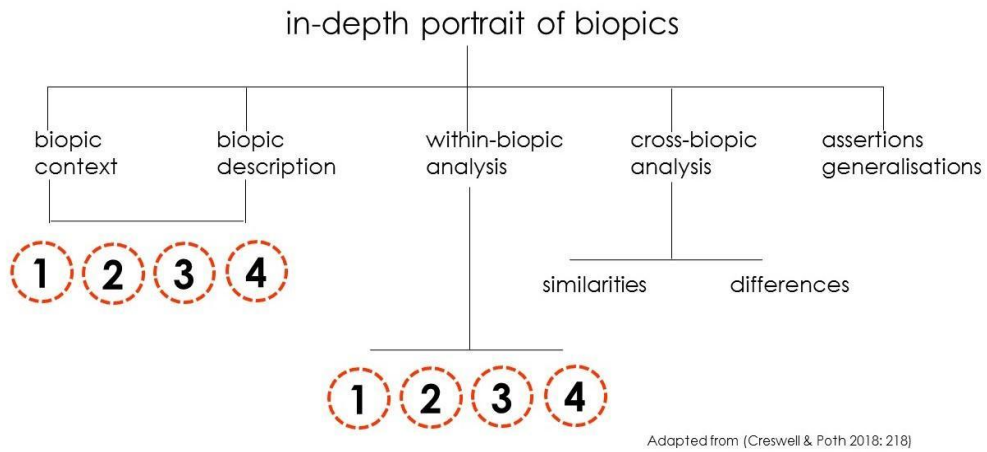 in-depth portrait of biopics
biopic
context
biopic
description
within-biopic
analysis
cross-biopic
analysis
assertions
generalisations
1 2 3 4
similarities differences
1 2 3 4
Adapted from (Creswell & Poth 2018: 218)